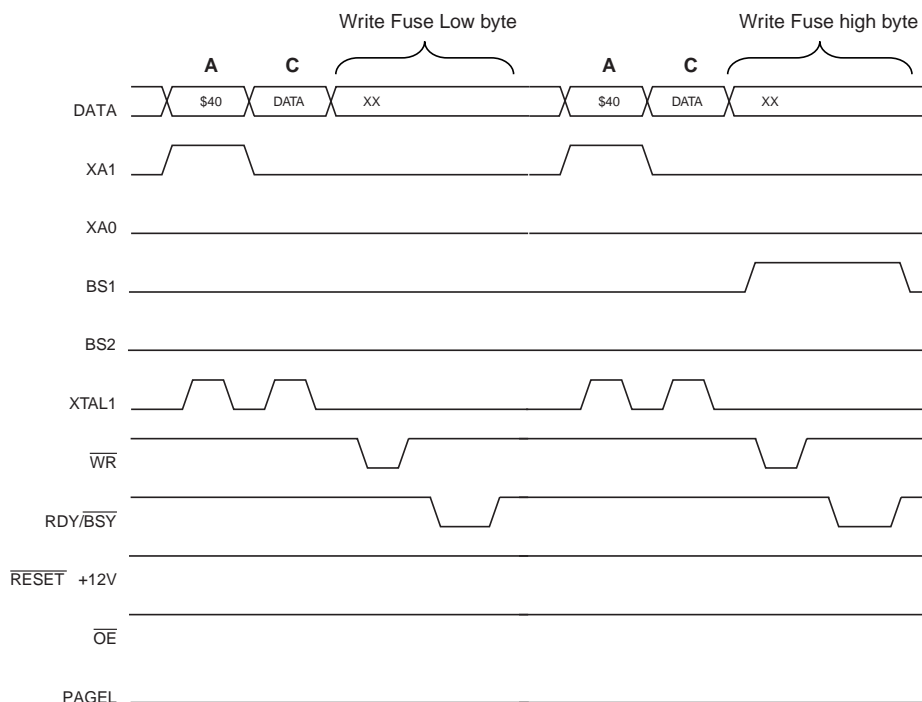 Write Fuse Low byte Write Fuse high byte
A C A C
DATA $40 DATA XX $40 DATA XX
XA1
XA0
BS1
BS2
XTAL1
WR
RDY/BSY
RESET +12V
OE
PAGEL